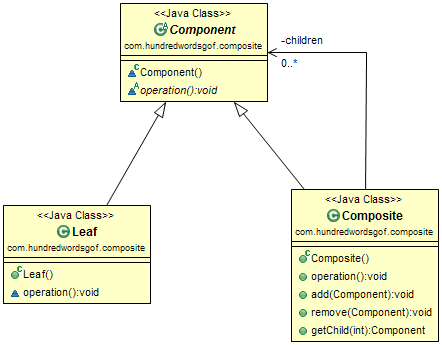 <<Java Class>>
Component
com.hundredwordsgof.composite
Component()
operation():void
-children
0..*
<<Java Class>>
Leaf
com.hundredwordsgof.composite
Leaf()
operation():void
<<Java Class>>
Composite
com.hundredwordsgof.composite
Composite()
operation():void
add(Component):void
remove(Component):void
getChild(int):Component